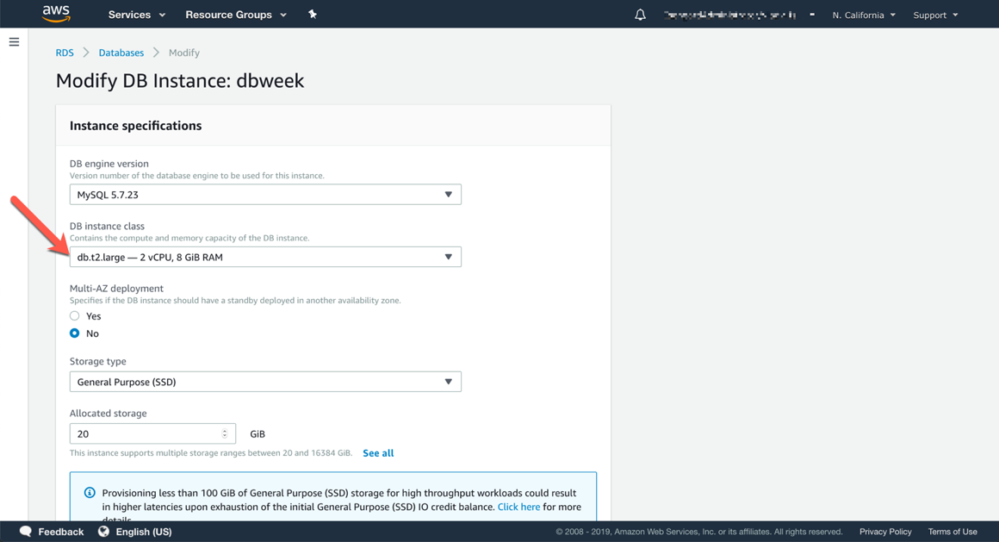 aws Services Resource Groups N. California Support
RDS Databases Modify
Modify DB Instance: dbweek
Instance specifications
DB engine version
Version number of the database engine to be used for this instance.
MySQL 5.7.23
DB instance class
Contains the compute and memory capacity of the DB instance.
db.t2.large — 2 vCPU, 8 GiB RAM
Multi-AZ deployment
Specifies if the DB instance should have a standby deployed in another availability zone.
Yes
No
Storage type
General Purpose (SSD)
Allocated storage
20 GiB
This instance supports multiple storage ranges between 20 and 16384 GiB. See all
Provisioning less than 100 GiB of General Purpose (SSD) storage for high throughput workloads could result
in higher latencies upon exhaustion of the initial General Purpose (SSD) IO credit balance. Click here for more
details.
Feedback English (US) © 2008 - 2019, Amazon Web Services, Inc. or its affiliates. All rights reserved. Privacy Policy Terms of Use